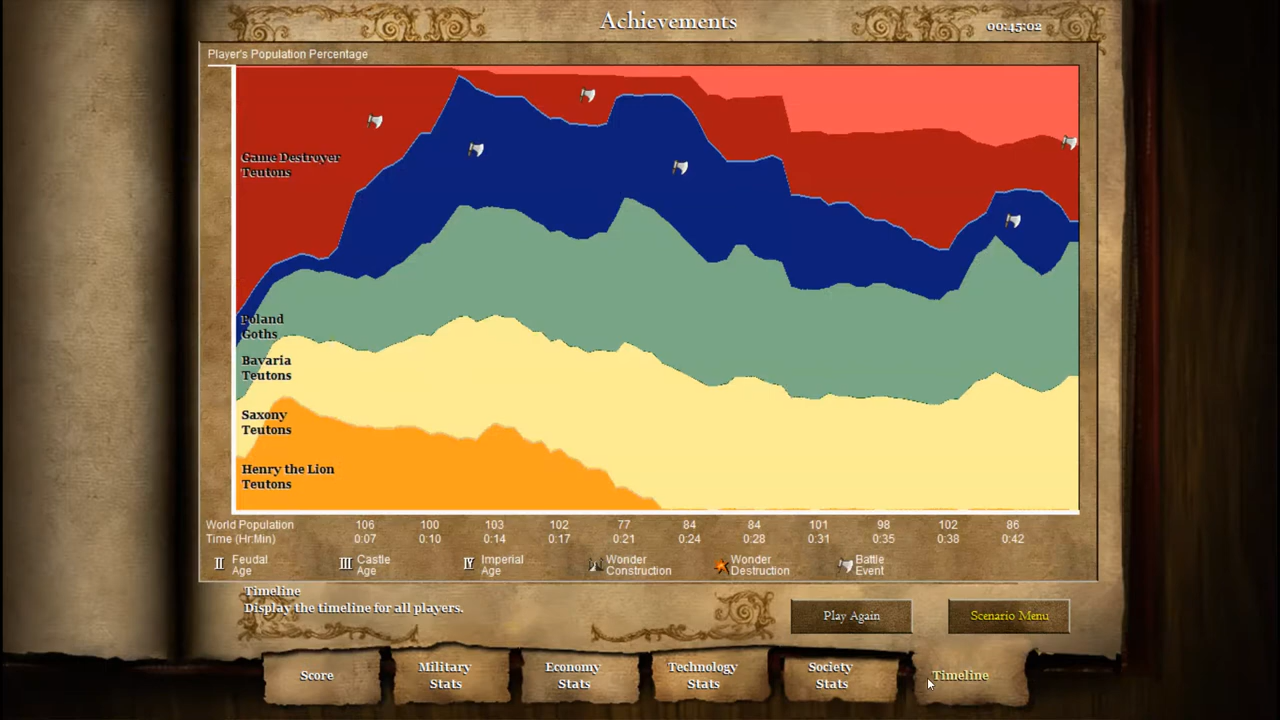 Achievements
00:45:02
Player's Population Percentage
Game Destroyer
Teutons
Poland
Goths
Bavaria
Teutons
Saxony
Teutons
Henry the Lion
Teutons
World Population 106 100 103 102 77 84 84 101 98 102 86
Time (Hr:Min) 0:07 0:10 0:14 0:17 0:21 0:24 0:28 0:31 0:35 0:38 0:42
II Feudal Age
III Castle Age
IV Imperial Age
Wonder Construction
Wonder Destruction
Battle Event
Timeline
Display the timeline for all players.
Play Again
Scenario Menu
Score
Military Stats
Economy Stats
Technology Stats
Society Stats
Timeline